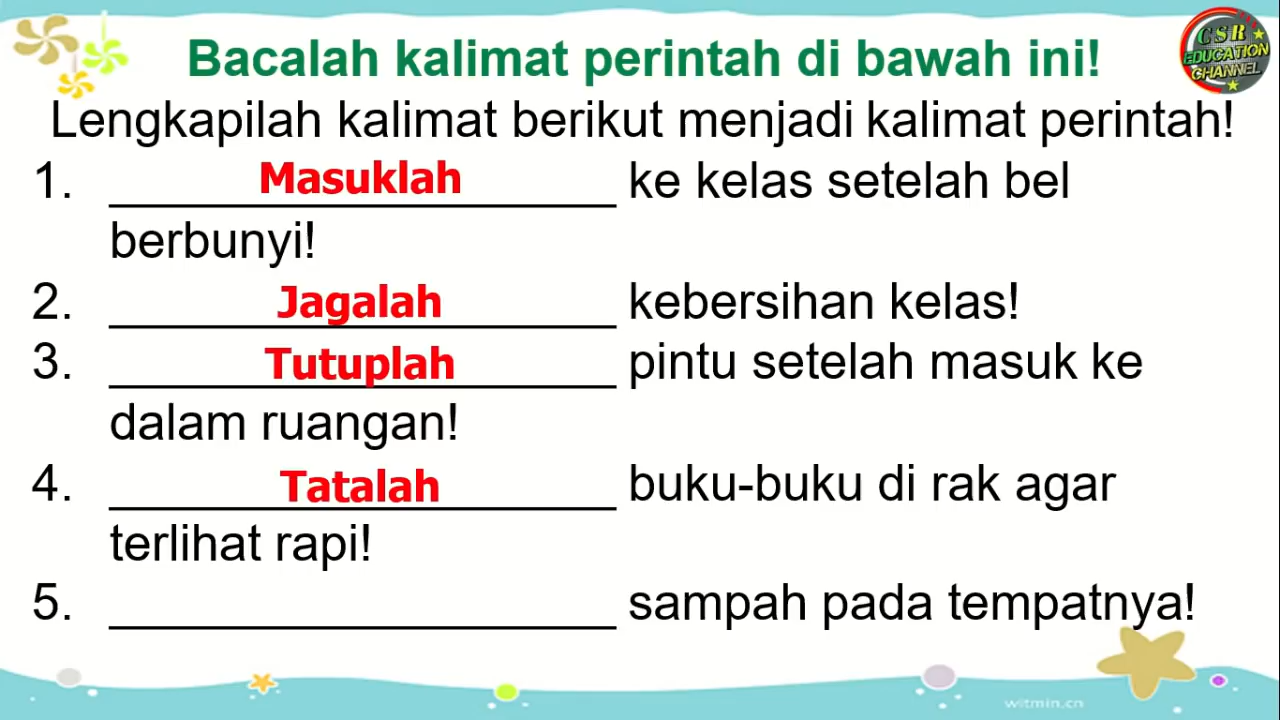 Bacalah kalimat perintah di bawah ini!
CSR
EDUCATION
CHANNEL
Lengkapilah kalimat berikut menjadi kalimat perintah!
1. Masuklah ke kelas setelah bel
berbunyi!
2. Jagalah kebersihan kelas!
3. Tutuplah pintu setelah masuk ke
dalam ruangan!
4. Tatalah buku-buku di rak agar
terlihat rapi!
5. ____________________ sampah pada tempatnya!
witmin.cn